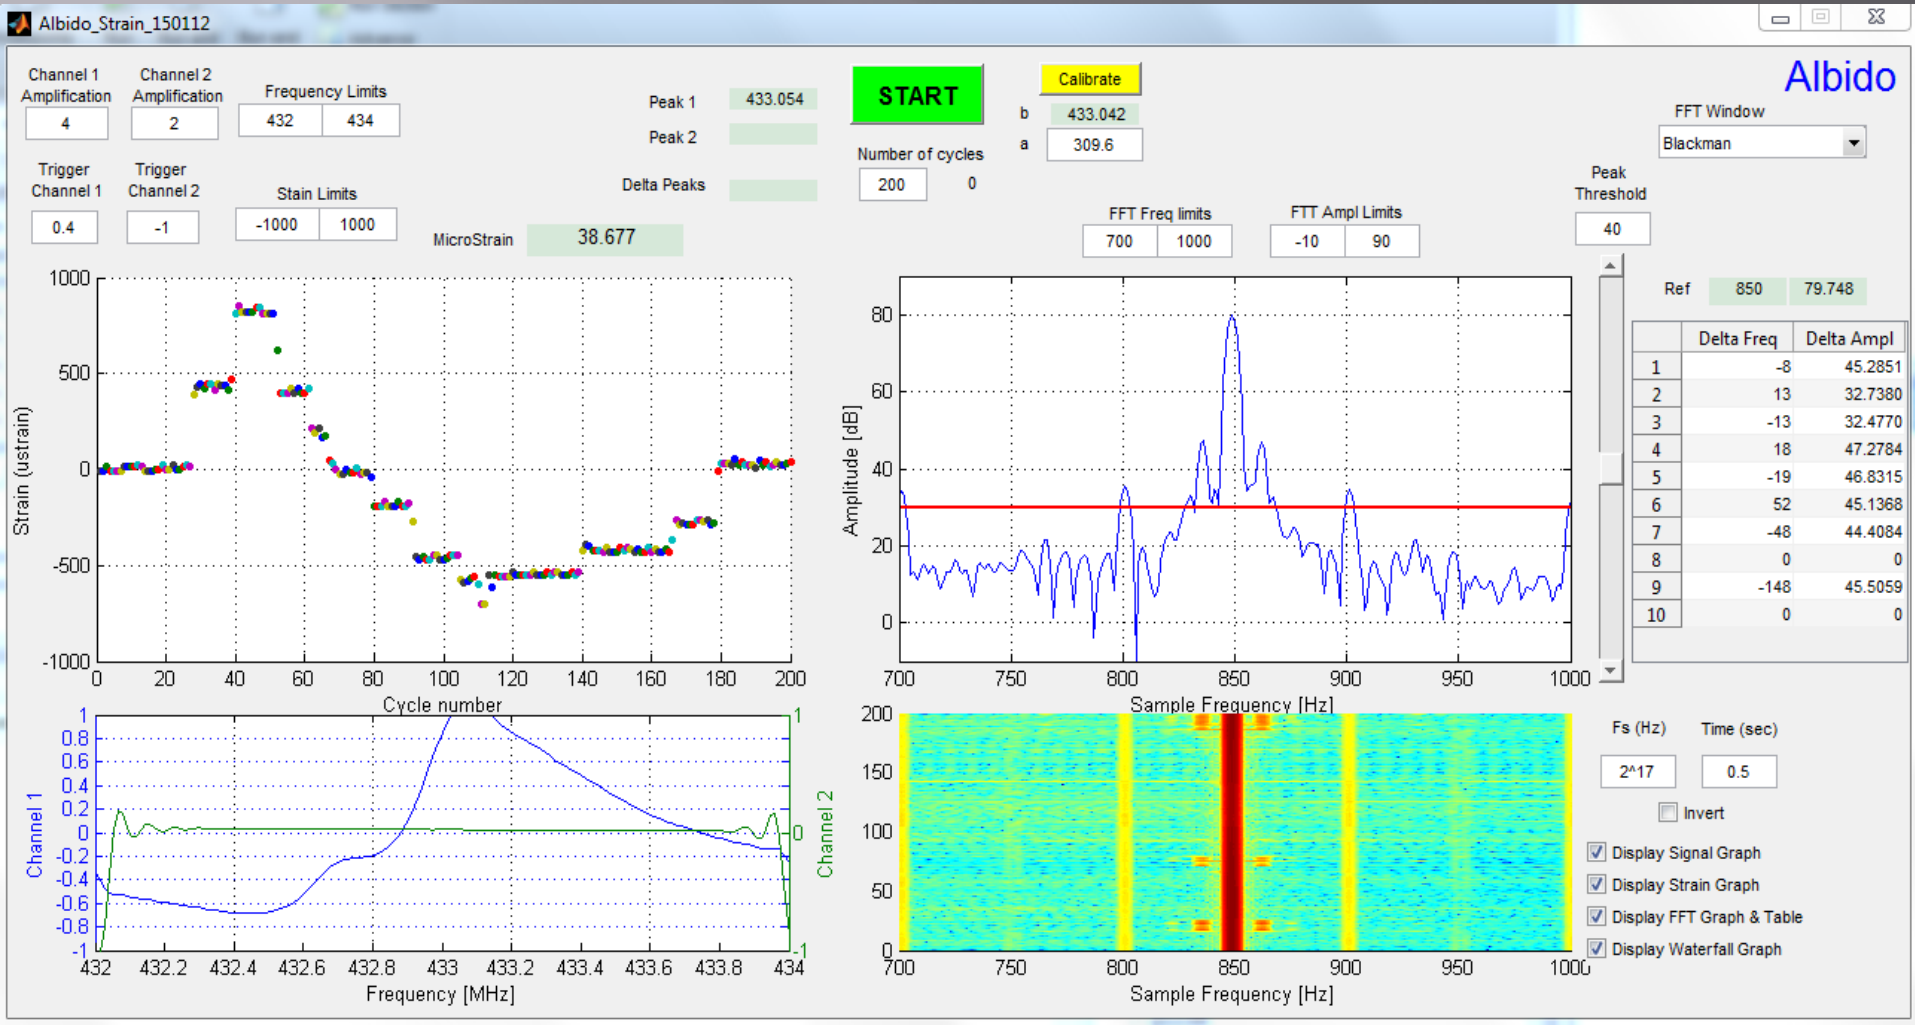 Albido_Strain_150112
Albido
Channel 1
Amplification
4
Channel 2
Amplification
2
Frequency Limits
432 434
Trigger
Channel 1
0.4
Trigger
Channel 2
-1
Stain Limits
-1000 1000
Peak 1 433.054
Peak 2
Delta Peaks
MicroStrain 38.677
START
Number of cycles
200 0
Calibrate
b 433.042
a 309.6
FFT Freq limits
700 1000
FTT Ampl Limits
-10 90
FFT Window
Blackman
Peak
Threshold
40
Ref 850 79.748
Delta Freq Delta Ampl
1 -8 45.2851
2 13 32.7380
3 -13 32.4770
4 18 47.2784
5 -19 46.8315
6 52 45.1368
7 -48 44.4084
8 0 0
9 -148 45.5059
10 0 0
1000
500
0
-500
-1000
Strain (ustrain)
0 20 40 60 80 100 120 140 160 180 200
Cycle number
80
60
40
20
0
Amplitude [dB]
700 750 800 850 900 950 1000
Sample Frequency [Hz]
1
0.8
0.6
0.4
0.2
0
-0.2
-0.4
-0.6
-0.8
-1
Channel 1
1
0
-1
Channel 2
432 432.2 432.4 432.6 432.8 433 433.2 433.4 433.6 433.8 434
Frequency [MHz]
200
150
100
50
0
700 750 800 850 900 950 1000
Sample Frequency [Hz]
Fs (Hz) Time (sec)
2^17 0.5
Invert
Display Signal Graph
Display Strain Graph
Display FFT Graph & Table
Display Waterfall Graph